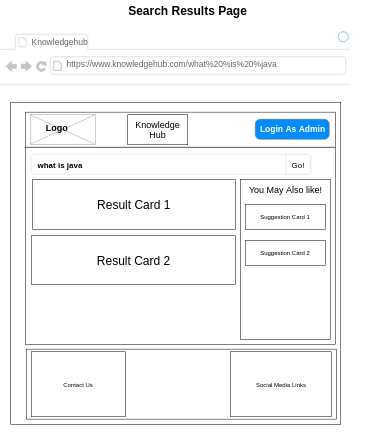 Search Results Page
Knowledgehub
https://www.knowledgehub.com/what%20%is%20%java
Logo
Knowledge
Hub
Login As Admin
what is java
Go!
You May Also like!
Result Card 1
Suggestion Card 1
Result Card 2
Suggestion Card 2
Contact Us
Social Media Links